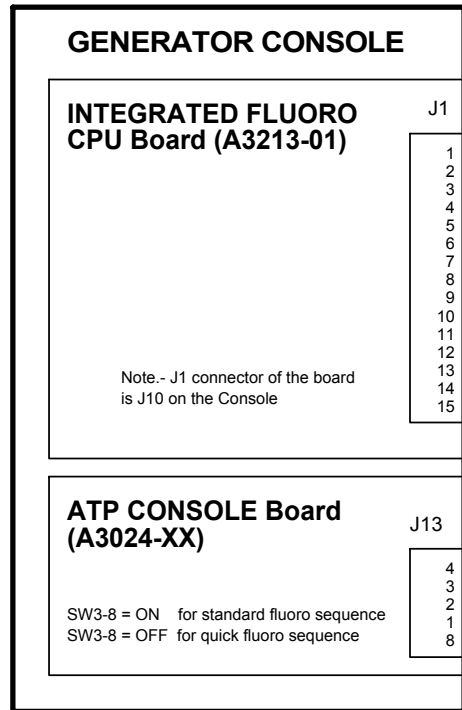 GENERATOR CONSOLE
INTEGRATED FLUORO
CPU Board (A3213-01)
J1
1
2
3
4
5
6
7
8
9
10
11
12
13
14
15
Note.- J1 connector of the board
is J10 on the Console
ATP CONSOLE Board
(A3024-XX)
J13
4
3
2
1
8
SW3-8 = ON for standard fluoro sequence
SW3-8 = OFF for quick fluoro sequence